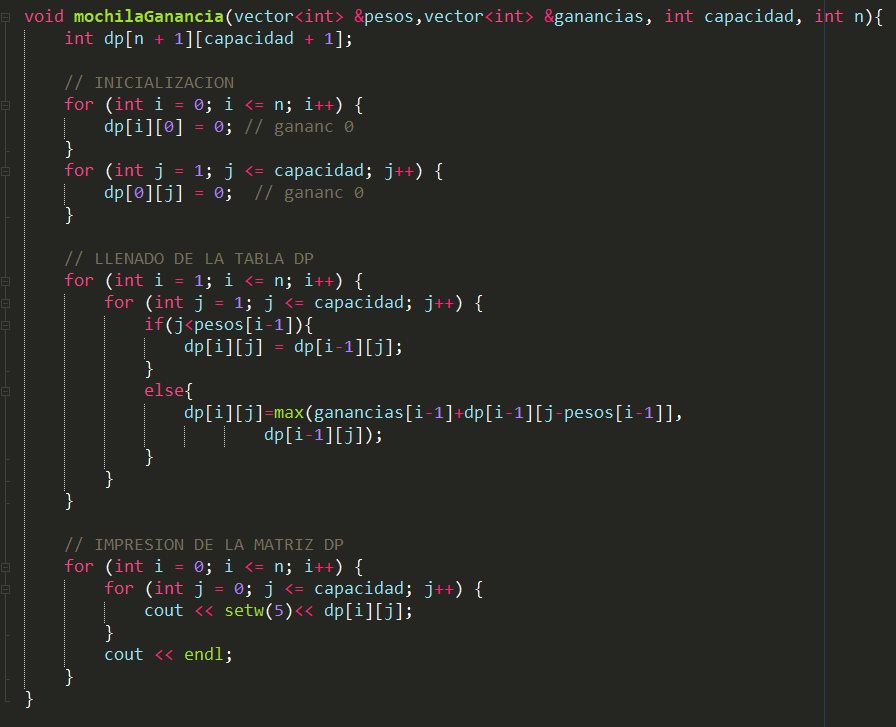 void mochilaGanancia(vector<int> &pesos,vector<int> &ganancias, int capacidad, int n){
    int dp[n + 1][capacidad + 1];

    // INICIALIZACION
    for (int i = 0; i <= n; i++) {
        dp[i][0] = 0; // gananc 0
    }
    for (int j = 1; j <= capacidad; j++) {
        dp[0][j] = 0;  // gananc 0
    }

    // LLENADO DE LA TABLA DP
    for (int i = 1; i <= n; i++) {
        for (int j = 1; j <= capacidad; j++) {
            if(j<pesos[i-1]){
                dp[i][j] = dp[i-1][j];
            }
            else{
                dp[i][j]=max(ganancias[i-1]+dp[i-1][j-pesos[i-1]],
                        dp[i-1][j]);
            }
        }
    }

    // IMPRESION DE LA MATRIZ DP
    for (int i = 0; i <= n; i++) {
        for (int j = 0; j <= capacidad; j++) {
            cout << setw(5)<< dp[i][j];
        }
        cout << endl;
    }
}